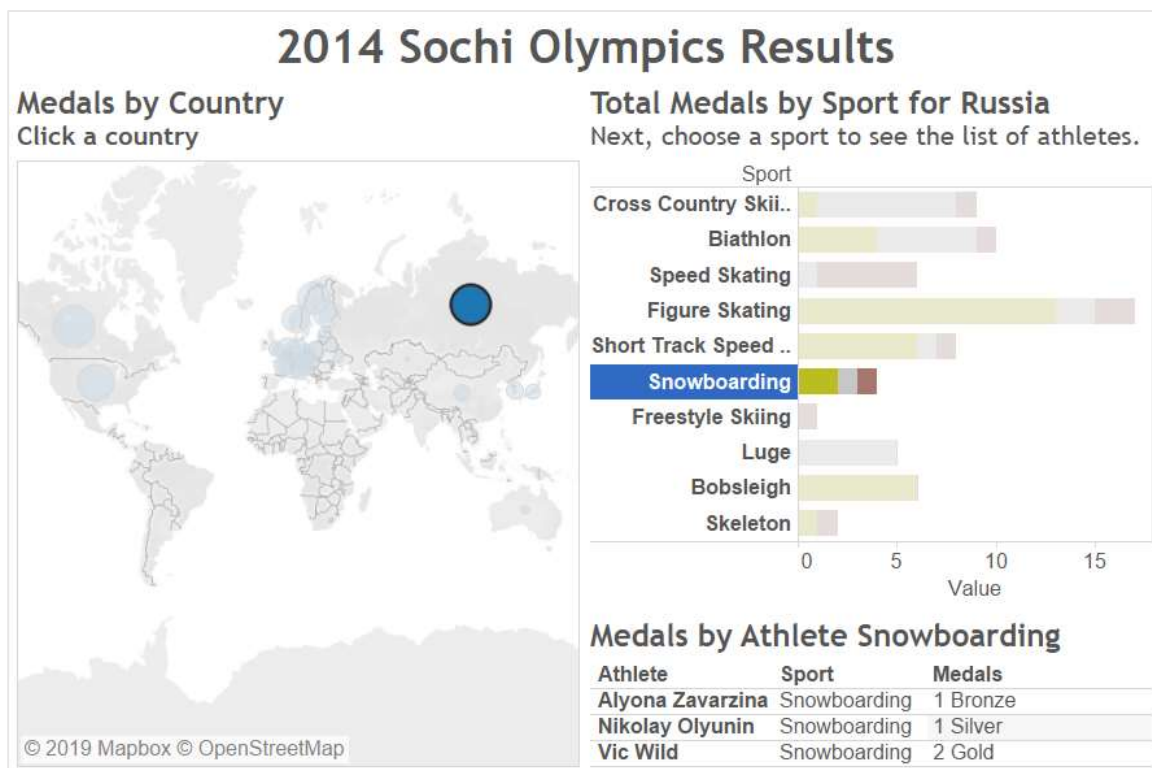 2014 Sochi Olympics Results
Medals by Country
Click a country
© 2019 Mapbox © OpenStreetMap
Total Medals by Sport for Russia
Next, choose a sport to see the list of athletes.
Sport
Cross Country Skii..
Biathlon
Speed Skating
Figure Skating
Short Track Speed ..
Snowboarding
Freestyle Skiing
Luge
Bobsleigh
Skeleton
0 5 10 15
Value
Medals by Athlete Snowboarding
Athlete Sport Medals
Alyona Zavarzina Snowboarding 1 Bronze
Nikolay Olyunin Snowboarding 1 Silver
Vic Wild Snowboarding 2 Gold